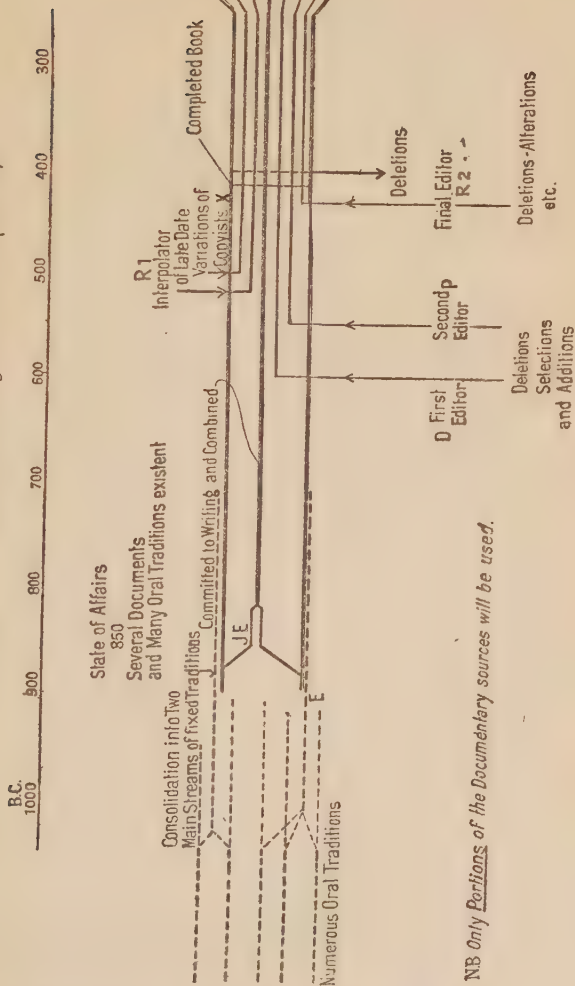 B.C.
1000
900
800
700
600
500
400
300
State of Affairs
850
Several Documents
and Many Oral Traditions existent
Consolidation into Two
Main Streams of fixed Traditions
J
Committed to Writing and Combined
JE
E
Numerous Oral Traditions
R1
Interpolator
of Late Date
Variations of
Copyists X
Completed Book
Deletions
D First
Editor
Second P
Editor
Final Editor
R2
Deletions
Selections
and Additions
Deletions-Alterations
etc.
NB Only Portions of the Documentary sources will be used.